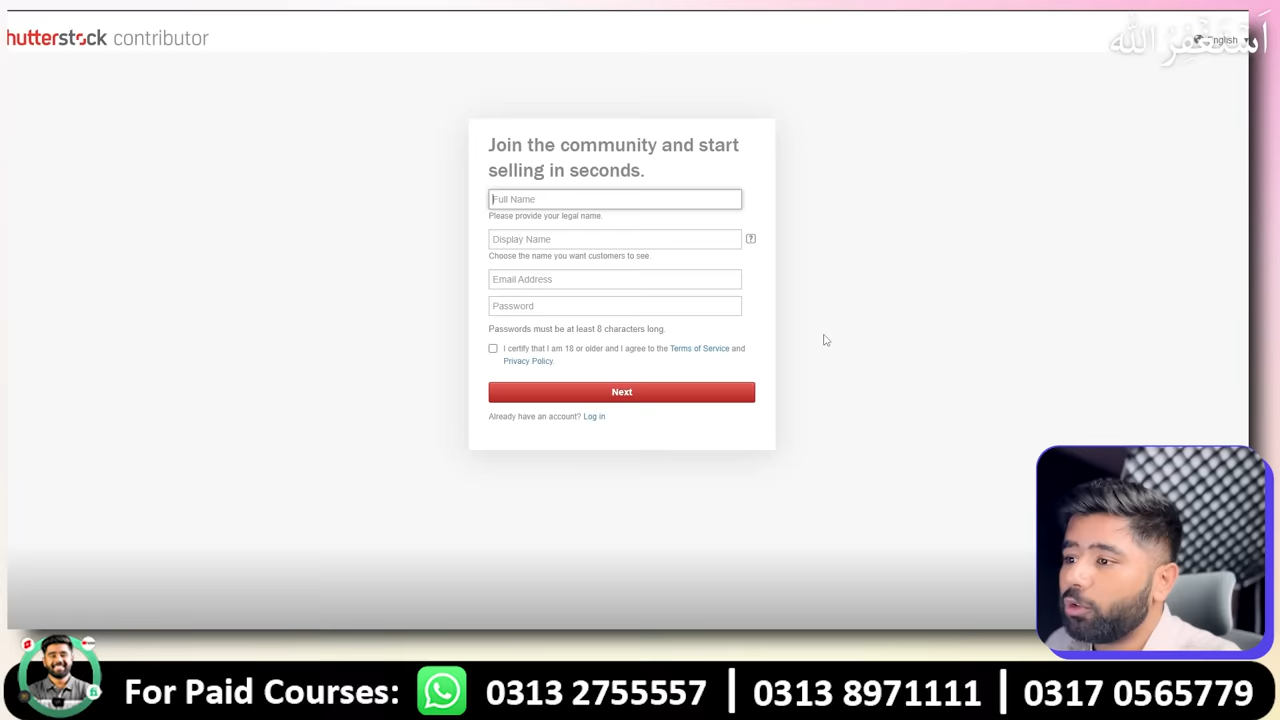 hutterstock contributor
English
أستغفر الله
Join the community and start
selling in seconds.
Full Name
Please provide your legal name.
Display Name
?
Choose the name you want customers to see.
Email Address
Password
Passwords must be at least 8 characters long.
I certify that I am 18 or older and I agree to the Terms of Service and
Privacy Policy.
Next
Already have an account? Log in
For Paid Courses: 0313 2755557 | 0313 8971111 | 0317 0565779